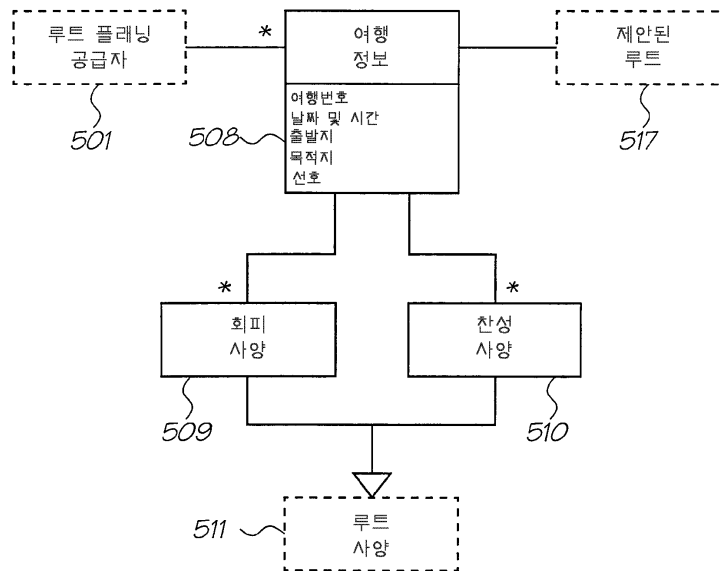 루트 플래닝
공급자
*
여행
정보
제안된
루트
501
508
517
여행번호
날짜 및 시간
출발지
목적지
선호
*
*
회피
사양
찬성
사양
509
510
511
루트
사양